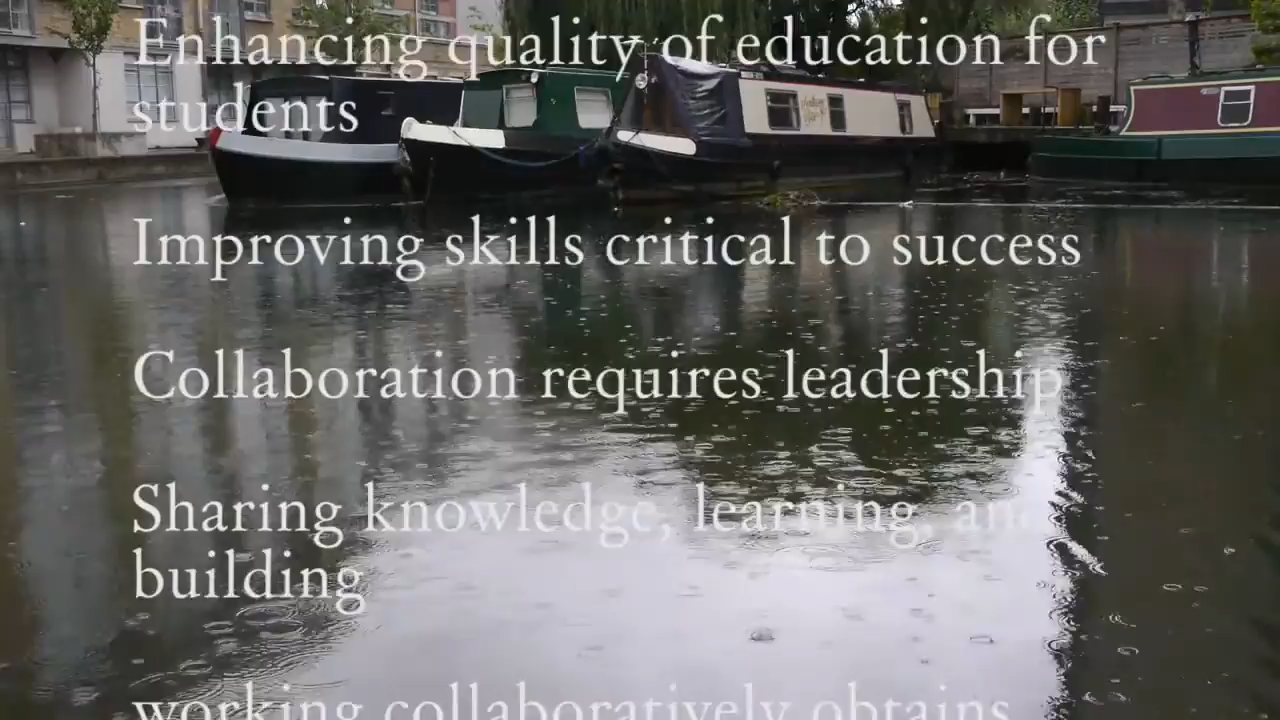 Enhancing quality of education for
students
Improving skills critical to success
Collaboration requires leadership
Sharing knowledge, learning, and
building
working collaboratively obtains